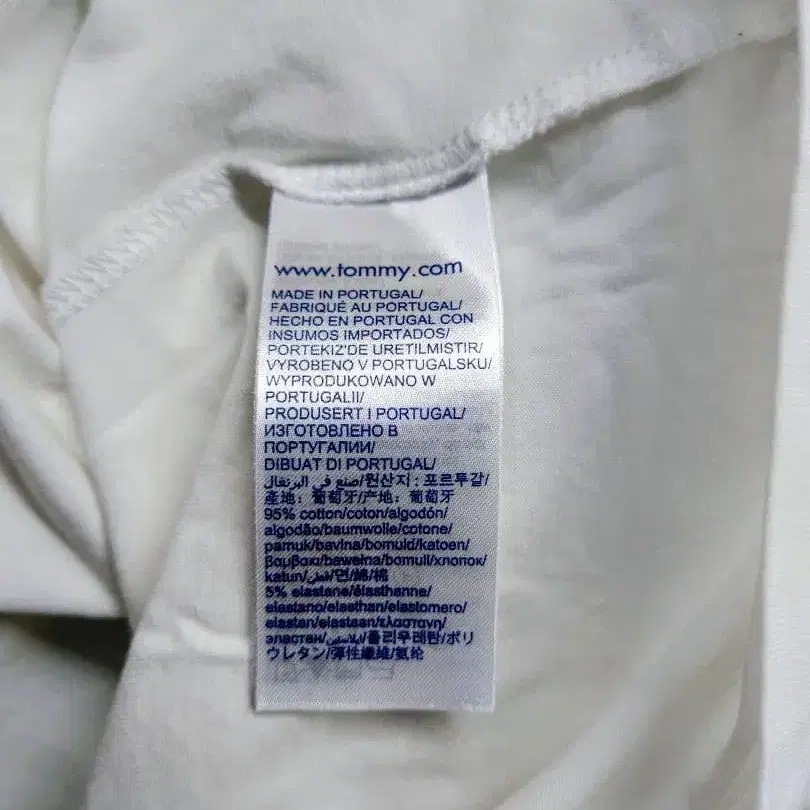 www.tommy.com
MADE IN PORTUGAL/
FABRIQUÉ AU PORTUGAL/
HECHO EN PORTUGAL CON
INSUMOS IMPORTADOS/
PORTEKIZ'DE URETILMISTIR/
VYROBENO V PORTUGALSKU/
WYPRODUKOWANO W
PORTUGALII/
PRODUSERT I PORTUGAL/
ИЗГОТОВЛЕНО В
ПОРТУГАЛИИ/
DIBUAT DI PORTUGAL/
صنع في البرتغال/원산지 : 포르투갈/
產地：葡萄牙/产地：葡萄牙
95% cotton/coton/algodón/
algodão/baumwolle/cotone/
pamuk/bavlna/bomuld/katoen/
βαμβακι/bawełna/bomull/хлопок/
katun/قطن/면/綿/棉
5% elastane/élasthanne/
elastano/elasthan/elastomero/
elastan/elastaan/ελαστανη/
эластан/ايلاستين/폴리우레탄/ポリ
ウレタン/彈性纖維/氨纶